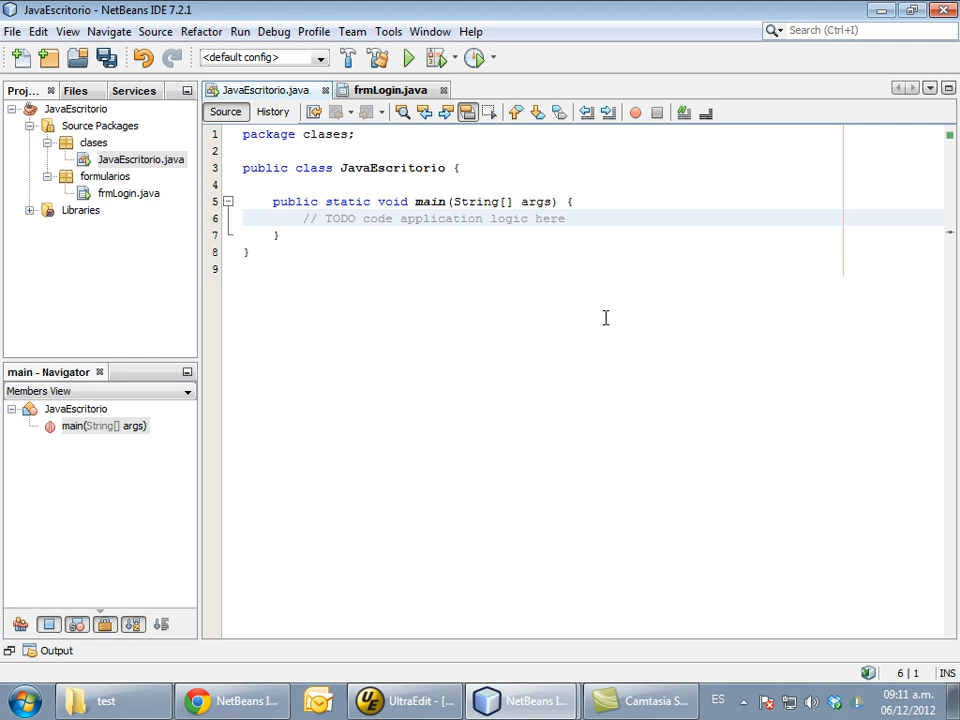 JavaEscritorio - NetBeans IDE 7.2.1
File Edit View Navigate Source Refactor Run Debug Profile Team Tools Window Help
Search (Ctrl+I)
<default config>
Proj...
Files
Services
JavaEscritorio
Source Packages
clases
JavaEscritorio.java
formularios
frmLogin.java
Libraries
main - Navigator
Members View
JavaEscritorio
main(String[] args)
JavaEscritorio.java
frmLogin.java
Source
History
1 package clases;
2
3 public class JavaEscritorio {
4
5 public static void main(String[] args) {
6 // TODO code application logic here
7 }
8 }
9
Output
6 | 1 INS
test
NetBeans I...
UltraEdit - [...
NetBeans I...
Camtasia S...
ES
09:11 a.m.
06/12/2012